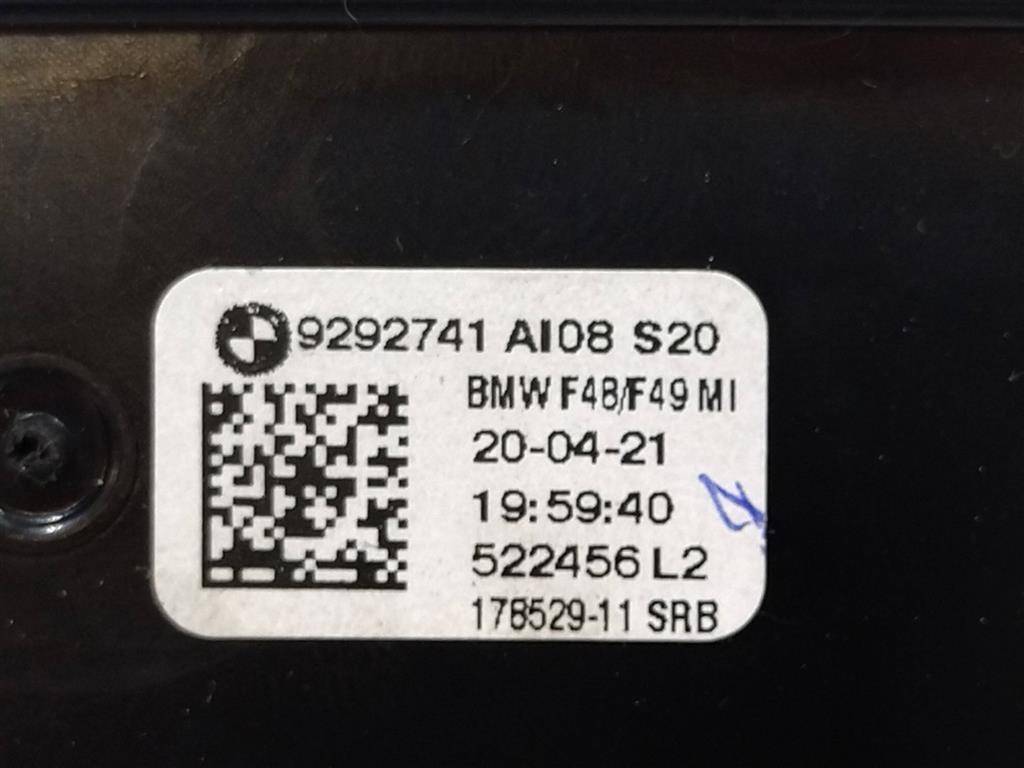 9292741 AI08 S20
BMW F48/F49 MI
20-04-21
19:59:40
522456 L2
178529-11 SRB